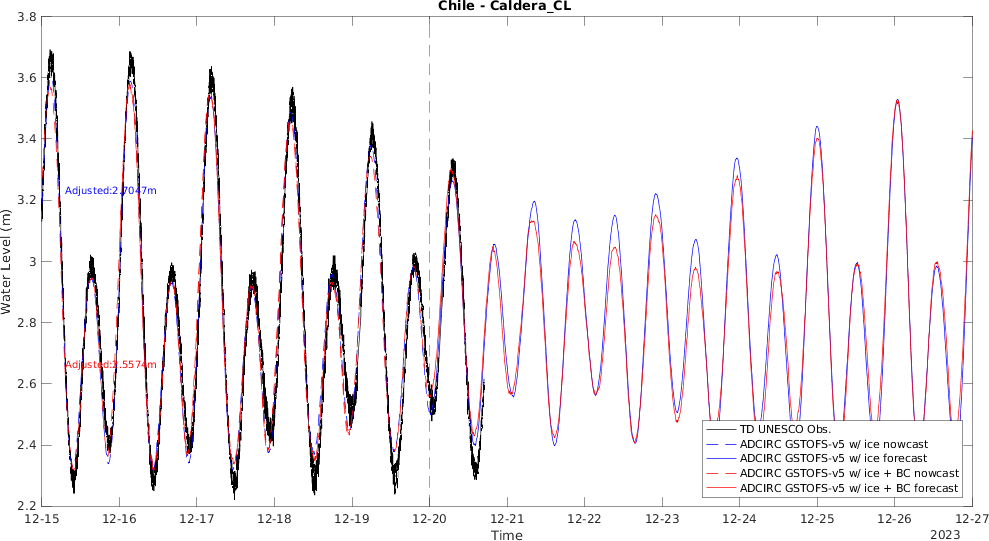 Chile - Caldera_CL
3.8
3.6
3.4
3.2
3
2.8
2.6
2.4
2.2
Water Level (m)
Adjusted:2.7047m
12-15
12-16
12-17
12-18
12-19
12-20
12-21
12-22
12-23
12-24
12-25
12-26
12-27
Time
2023
TD UNESCO Obs.
ADCIRC GSTOFS-v5 w/ ice nowcast
ADCIRC GSTOFS-v5 w/ ice forecast
ADCIRC GSTOFS-v5 w/ ice + BC nowcast
ADCIRC GSTOFS-v5 w/ ice + BC forecast